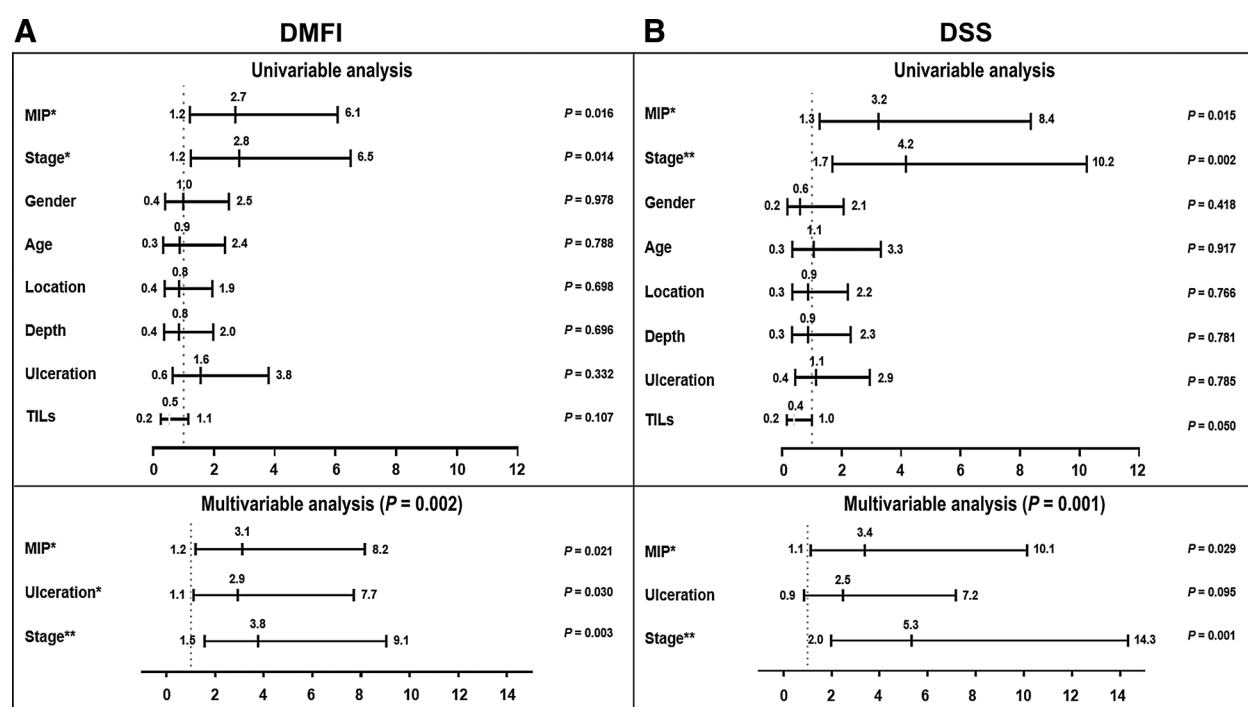 A DMFI
Univariable analysis
MIP* 1.2 2.7 6.1 P = 0.016
Stage* 1.2 2.8 6.5 P = 0.014
Gender 0.4 1.0 2.5 P = 0.978
Age 0.3 0.9 2.4 P = 0.788
Location 0.4 0.8 1.9 P = 0.698
Depth 0.4 0.8 2.0 P = 0.696
Ulceration 0.6 1.6 3.8 P = 0.332
TILs 0.2 0.5 1.1 P = 0.107
0 2 4 6 8 10 12
Multivariable analysis (P = 0.002)
MIP* 1.2 3.1 8.2 P = 0.021
Ulceration* 1.1 2.9 7.7 P = 0.030
Stage** 1.5 3.8 9.1 P = 0.003
0 2 4 6 8 10 12 14
B DSS
Univariable analysis
MIP* 1.3 3.2 8.4 P = 0.015
Stage** 1.7 4.2 10.2 P = 0.002
Gender 0.2 0.6 2.1 P = 0.418
Age 0.3 1.1 3.3 P = 0.917
Location 0.3 0.9 2.2 P = 0.766
Depth 0.3 0.9 2.3 P = 0.781
Ulceration 0.4 1.1 2.9 P = 0.785
TILs 0.2 0.4 1.0 P = 0.050
0 2 4 6 8 10 12
Multivariable analysis (P = 0.001)
MIP* 1.1 3.4 10.1 P = 0.029
Ulceration 0.9 2.5 7.2 P = 0.095
Stage** 2.0 5.3 14.3 P = 0.001
0 2 4 6 8 10 12 14